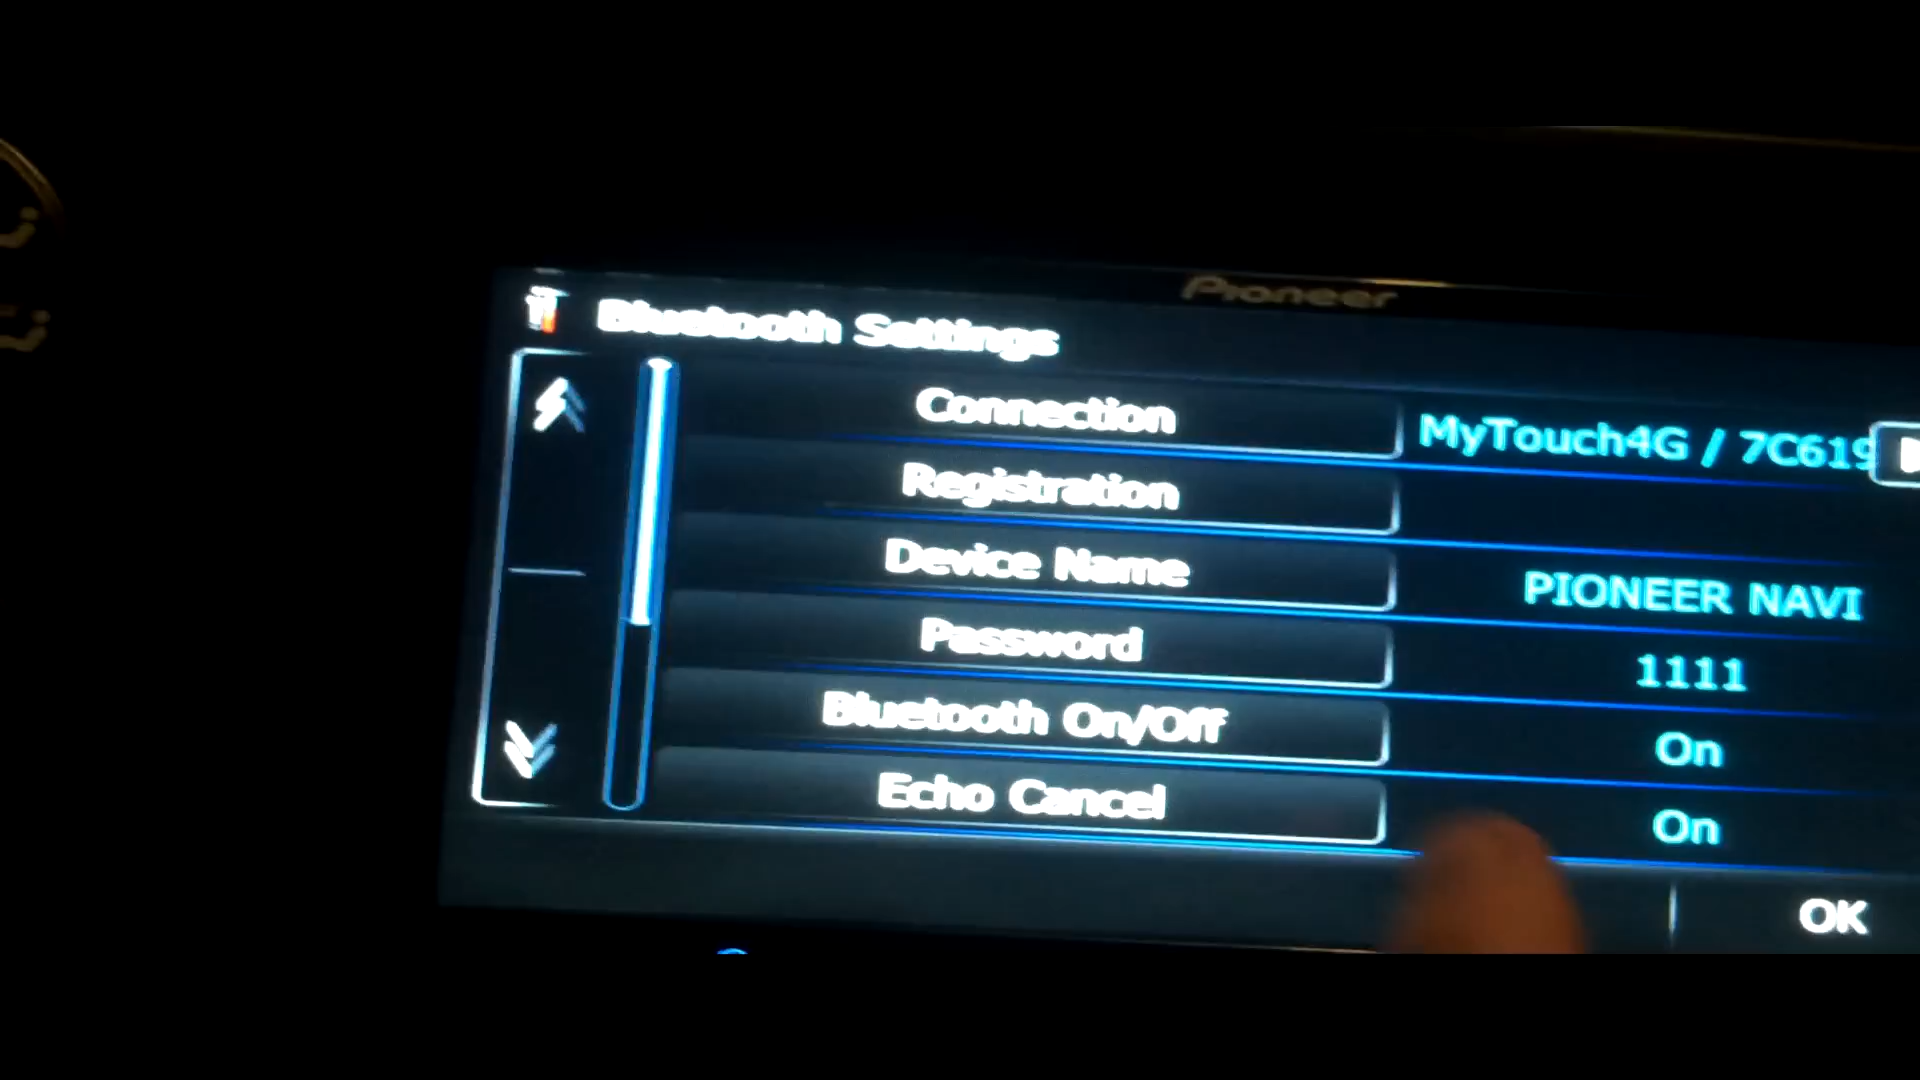 Pioneer
Bluetooth Settings
Connection MyTouch4G / 7C619
Registration
Device Name PIONEER NAVI
Password 1111
Bluetooth On/Off On
Echo Cancel On
OK